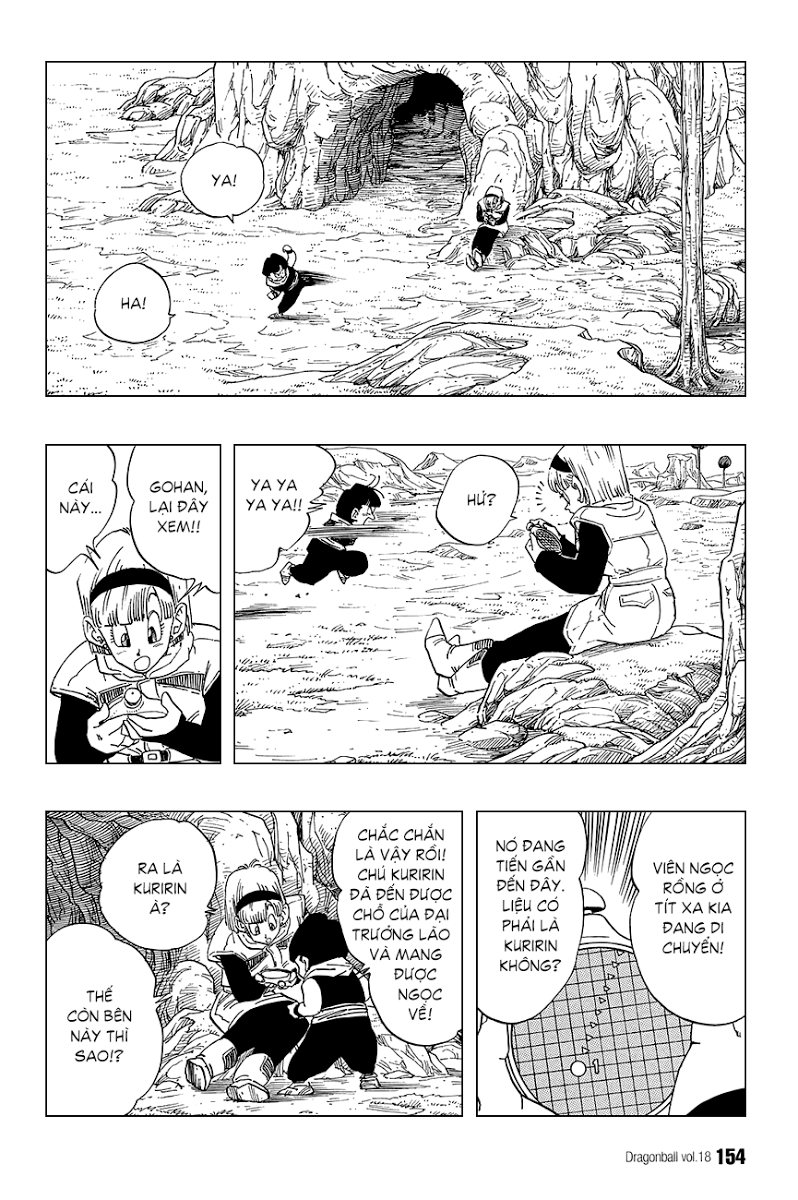 YA!
HA!
HỨ?
YA YA
YA YA!!
GOHAN,
LẠI ĐÂY
XEM!!
CÁI
NÀY...
VIÊN NGỌC
RỒNG Ở
TÍT XA KIA
ĐANG DI
CHUYỂN!
NÓ ĐANG
TIẾN GẦN
ĐẾN ĐÂY.
LIỆU CÓ
PHẢI LÀ
KURIRIN
KHÔNG?
CHẮC CHẮN
LÀ VẬY RỒI!
CHÚ KURIRIN
ĐÃ ĐẾN ĐƯỢC
CHỖ CỦA ĐẠI
TRƯỞNG LÃO
VÀ MANG
ĐƯỢC
NGỌC
VỀ!
RA LÀ
KURIRIN
À?
THẾ
CÒN BÊN
NÀY THÌ
SAO!?
Dragonball vol.18 154